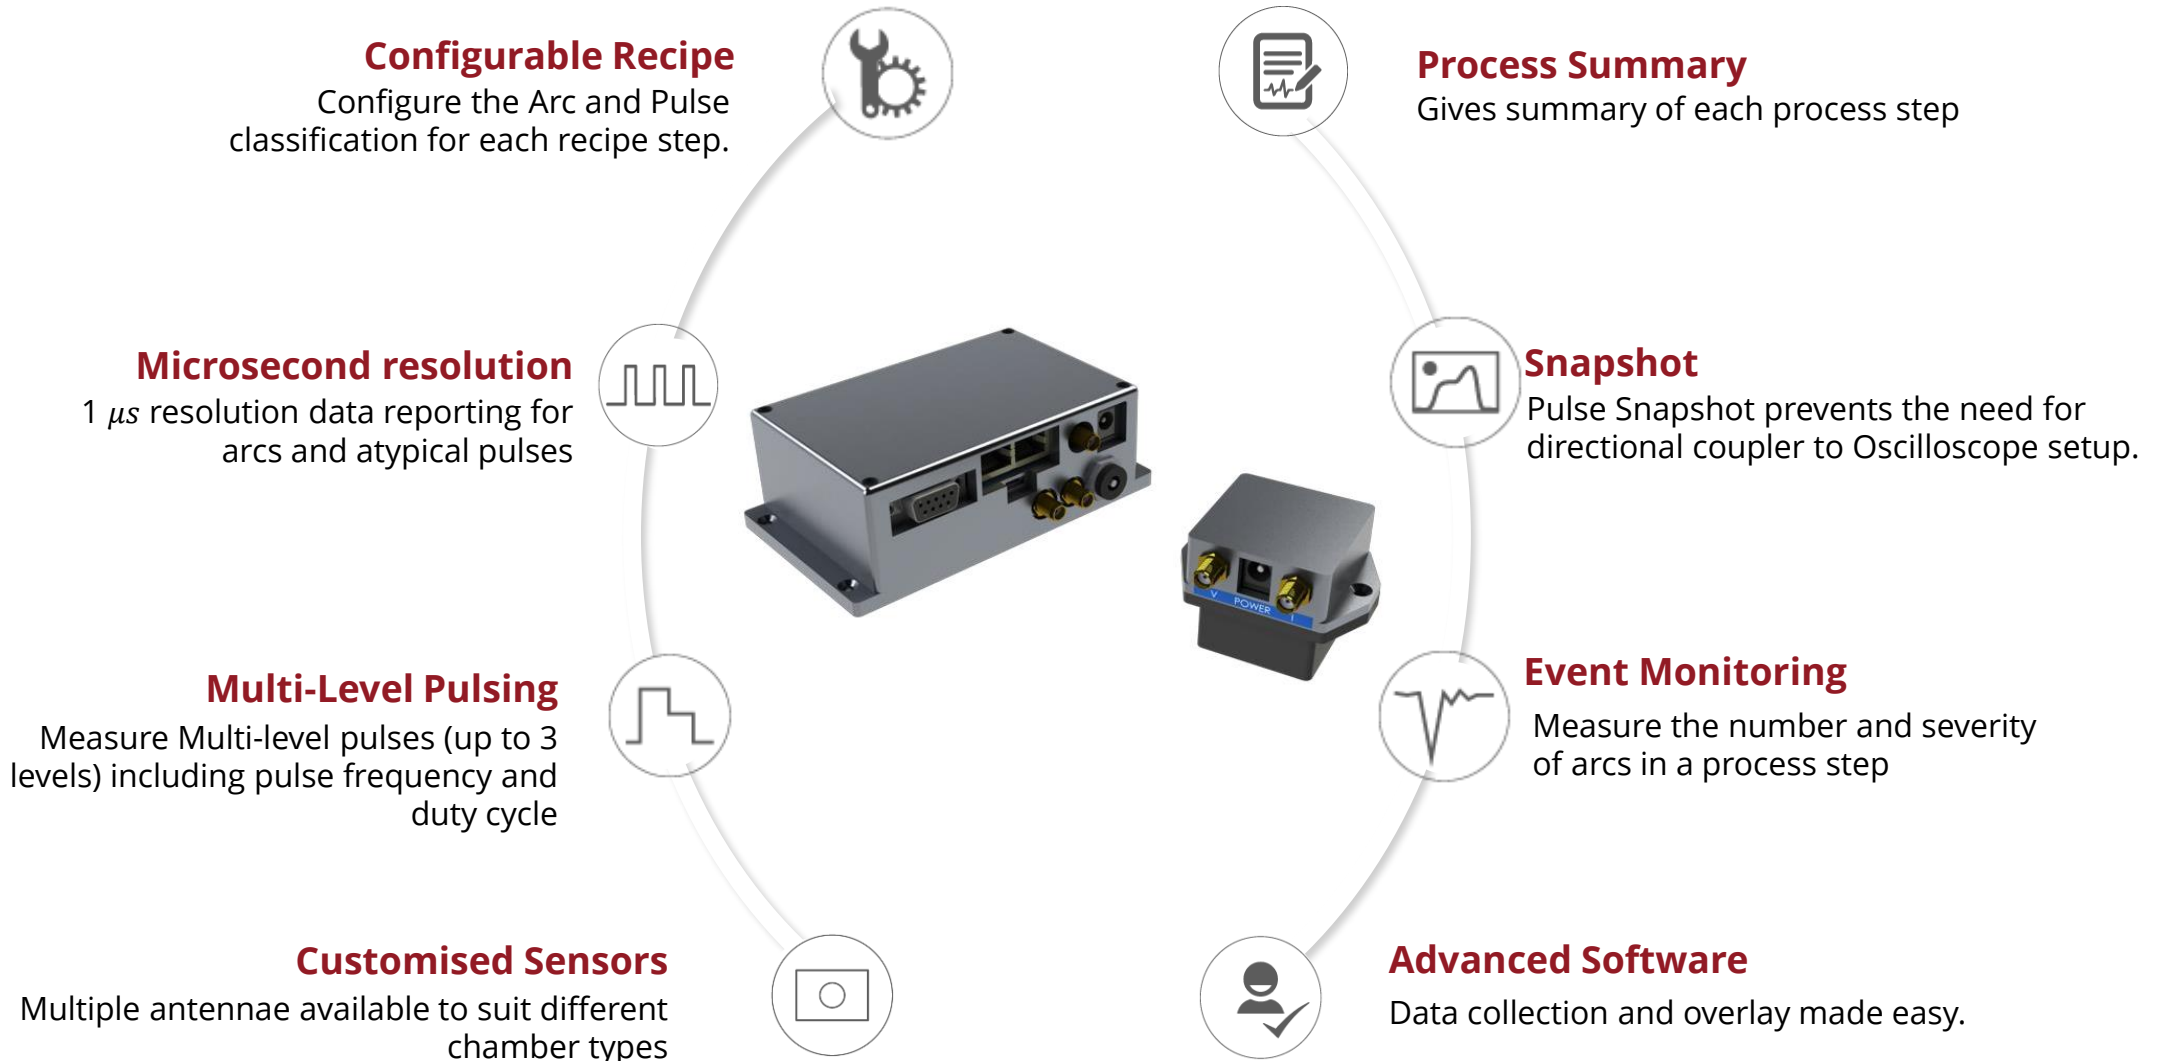 Configurable Recipe
Configure the Arc and Pulse
classification for each recipe step.
Microsecond resolution
1 μs resolution data reporting for
arcs and atypical pulses
Multi-Level Pulsing
Measure Multi-level pulses (up to 3
levels) including pulse frequency and
duty cycle
Customised Sensors
Multiple antennae available to suit different
chamber types
V POWER I
Process Summary
Gives summary of each process step
Snapshot
Pulse Snapshot prevents the need for
directional coupler to Oscilloscope setup.
Event Monitoring
Measure the number and severity
of arcs in a process step
Advanced Software
Data collection and overlay made easy.